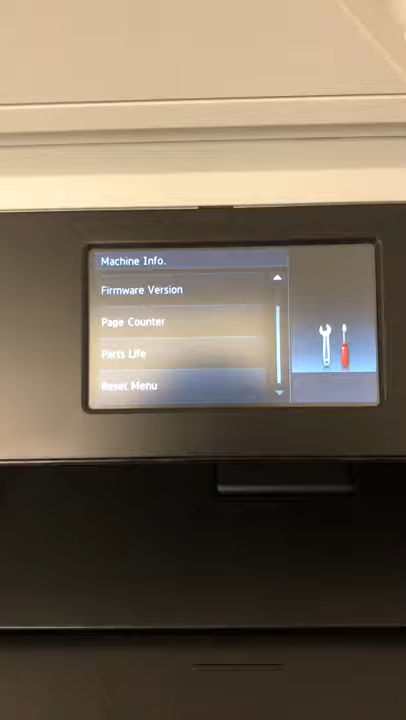 Machine Info.
Firmware Version
Page Counter
Parts Life
Reset Menu